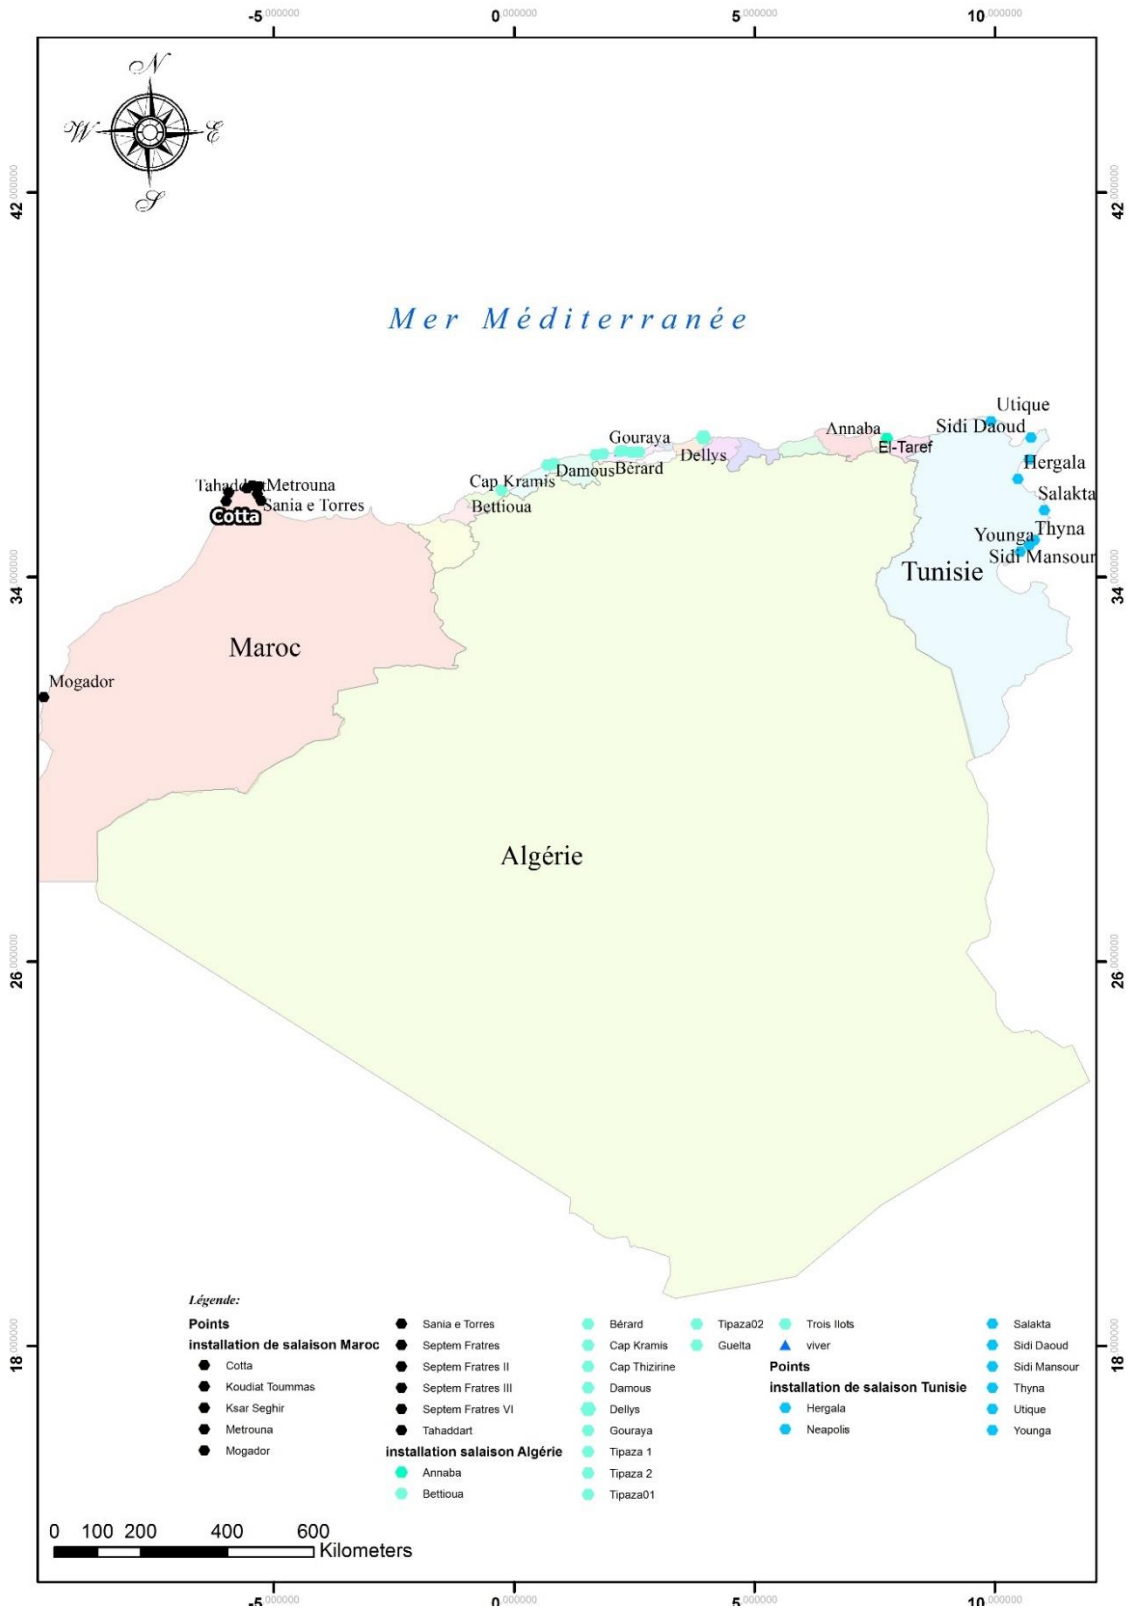 -5.000000 0.000000 5.000000 10.000000
N
W E
S
42.000000 42.000000
Mer Méditerranée
Utique
Sidi Daoud
Annaba
El-Taref
Gouraya
Dellys
Hergala
Damous
Bérard
Cap Kramis
Bettioua
Salakta
Metrouna
Sania e Torres
Cotta
Thyna
Younga
Sidi Mansour
34.000000 34.000000
Tunisie
Maroc
Mogador
Algérie
26.000000 26.000000
18.000000 18.000000
Légende:
Points
installation de salaison Maroc
Cotta
Koudiat Toummas
Ksar Seghir
Metrouna
Mogador
Sania e Torres
Septem Fratres
Septem Fratres II
Septem Fratres III
Septem Fratres VI
Tahaddart
installation salaison Algérie
Annaba
Bettioua
Bérard
Cap Kramis
Cap Thizirine
Damous
Dellys
Gouraya
Tipaza 1
Tipaza 2
Tipaza01
Tipaza02
Guelta
Trois Ilots
viver
Points
installation de salaison Tunisie
Hergala
Neapolis
Salakta
Sidi Daoud
Sidi Mansour
Thyna
Utique
Younga
0 100 200 400 600
Kilometers
-5.000000 0.000000 5.000000 10.000000